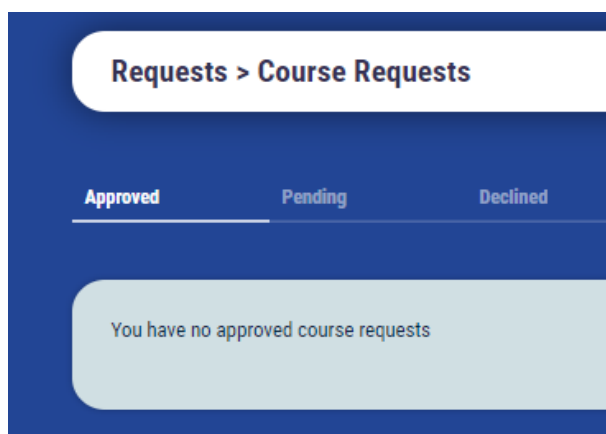 Requests > Course Requests
Approved Pending Declined
You have no approved course requests